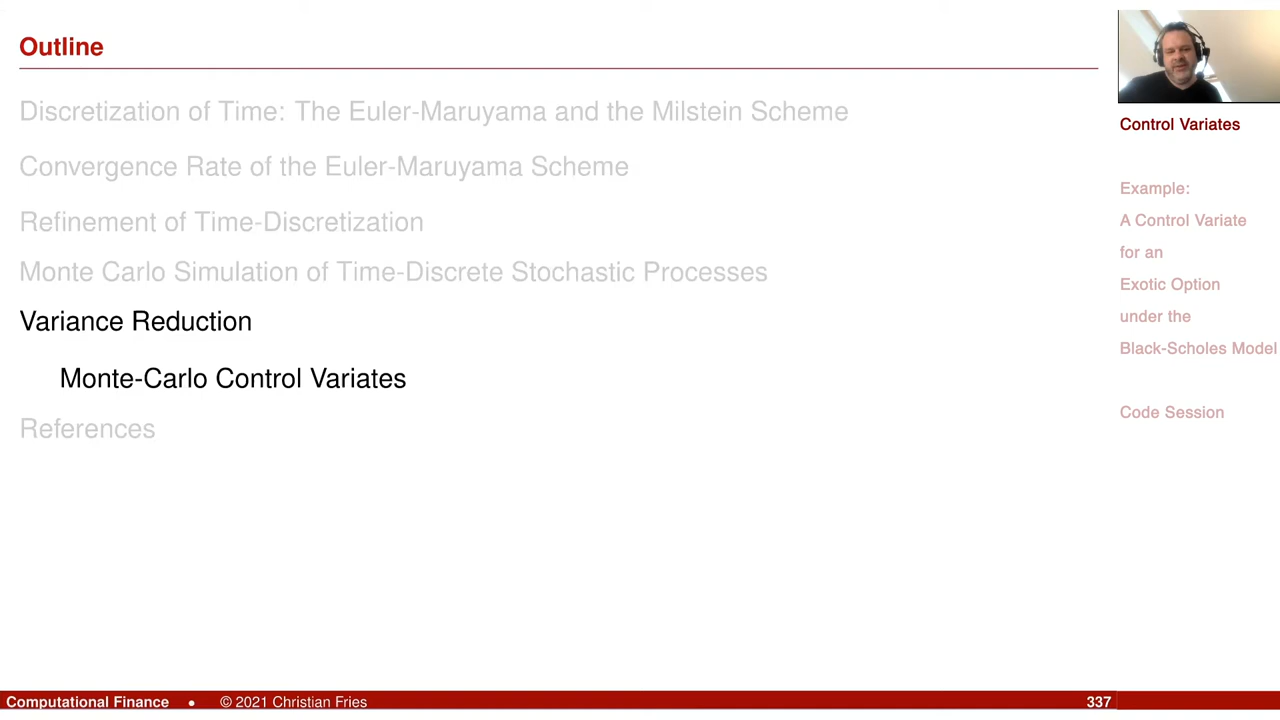 Outline
Discretization of Time: The Euler-Maruyama and the Milstein Scheme
Convergence Rate of the Euler-Maruyama Scheme
Refinement of Time-Discretization
Monte Carlo Simulation of Time-Discrete Stochastic Processes
Variance Reduction
Monte-Carlo Control Variates
References
Control Variates
Example:
A Control Variate
for an
Exotic Option
under the
Black-Scholes Model
Code Session
Computational Finance • © 2021 Christian Fries 337